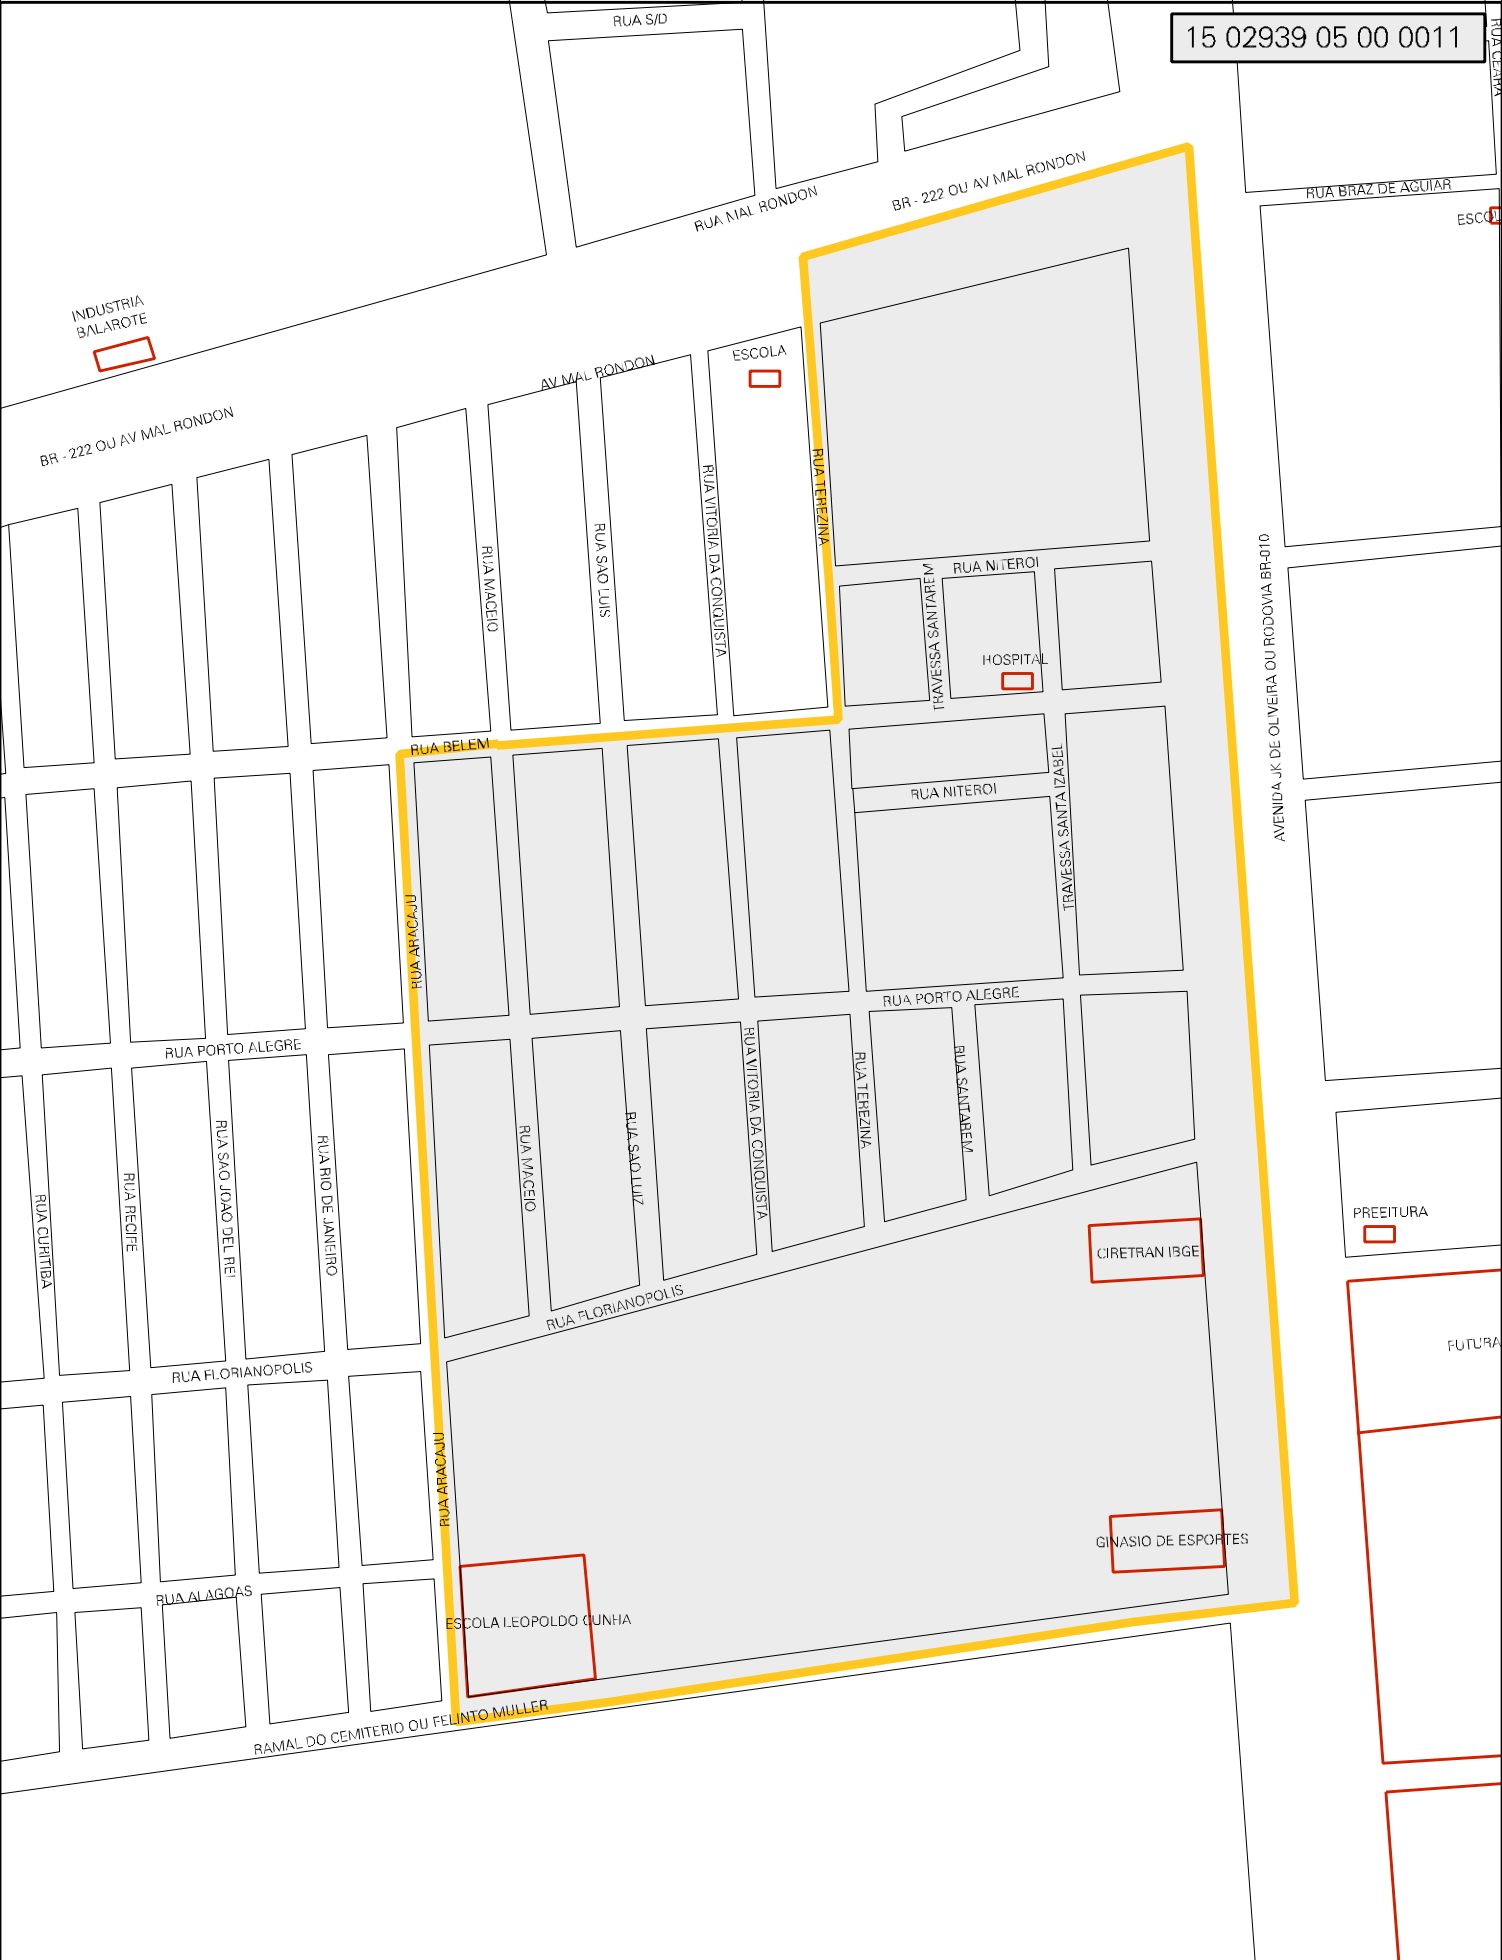 RUA S/D
15 02939 05 00 0011
RUA CEARA
RUA BRAZ DE AGUIAR
BR - 222 OU AV MAL RONDON
RUA MAL RONDON
INDUSTRIA
BALAROTE
AV MAL RONDON
ESCOLA
BR - 222 OU AV MAL RONDON
RUA MACEIO
RUA SAO LUIS
RUA VITORIA DA CONQUISTA
RUA TEREZINA
RUA NITEROI
TRAVESSA SANTAREM
HOSPITAL
AVENIDA JK DE OLIVEIRA OU RODOVIA BR-010
RUA BELEM
RUA NITEROI
TRAVESSA SANTA IZABEL
RUA ARACAJU
RUA PORTO ALEGRE
RUA PORTO ALEGRE
RUA CURITIBA
RUA RECIFE
RUA SAO JOAO DEL REI
RUA RIO DE JANEIRO
RUA MACEIO
RUA SAO LUIZ
RUA VITORIA DA CONQUISTA
RUA TEREZINA
RUA SANTAREM
PREEITURA
CIRETRAN IBGE
RUA FLORIANOPOLIS
RUA FLORIANOPOLIS
FUTURA
RUA ARACAJU
GINASIO DE ESPORTES
RUA ALAGOAS
ESCOLA LEOPOLDO CUNHA
RAMAL DO CEMITERIO OU FELINTO MULLER